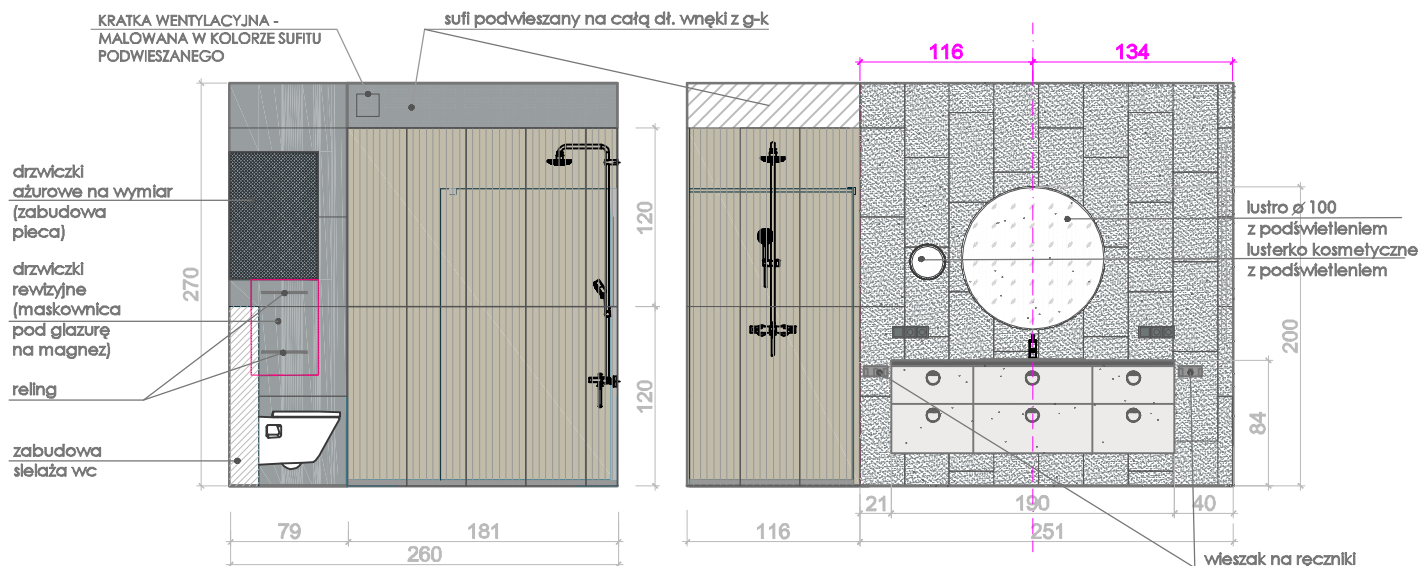 KRATKA WENTYLACYJNA -
MALOWANA W KOLORZE SUFITU
PODWIESZANEGO
sufi podwieszany na całą dł. wnęki z g-k
116
134
drzwiczki
ażurowe na wymiar
(zabudowa
pieca)
drzwiczki
rewizyjne
(maskownica
pod glazurę
na magnez)
reling
zabudowa
stelaża wc
270
120
120
lustro ø 100
z podświetleniem
lusterko kosmetyczne
z podświetleniem
200
84
79
181
260
116
21
190
40
251
wieszak na ręczniki